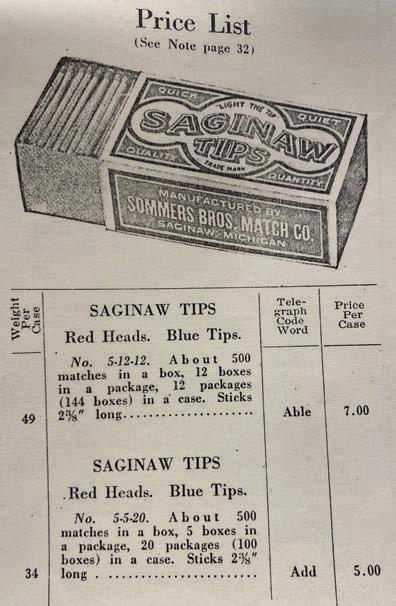 Price List
(See Note page 32)
QUICK
"LIGHT THE TIP"
QUIET
SAGINAW
TIPS
TRADE MARK
QUALITY
QUANTITY
MANUFACTURED BY
SOMMERS BROS. MATCH CO.
SAGINAW, MICHIGAN
Weight
Per
Case
SAGINAW TIPS
Tele-
graph
Code
Word
Price
Per
Case
Red Heads. Blue Tips.
No. 5-12-12. About 500
matches in a box, 12 boxes
in a package, 12 packages
(144 boxes) in a case. Sticks
49 2⅜" long...................... Able 7.00
SAGINAW TIPS
Red Heads. Blue Tips.
No. 5-5-20. About 500
matches in a box, 5 boxes in
a package, 20 packages (100
boxes) in a case. Sticks 2⅜"
34 long .......................... Add 5.00